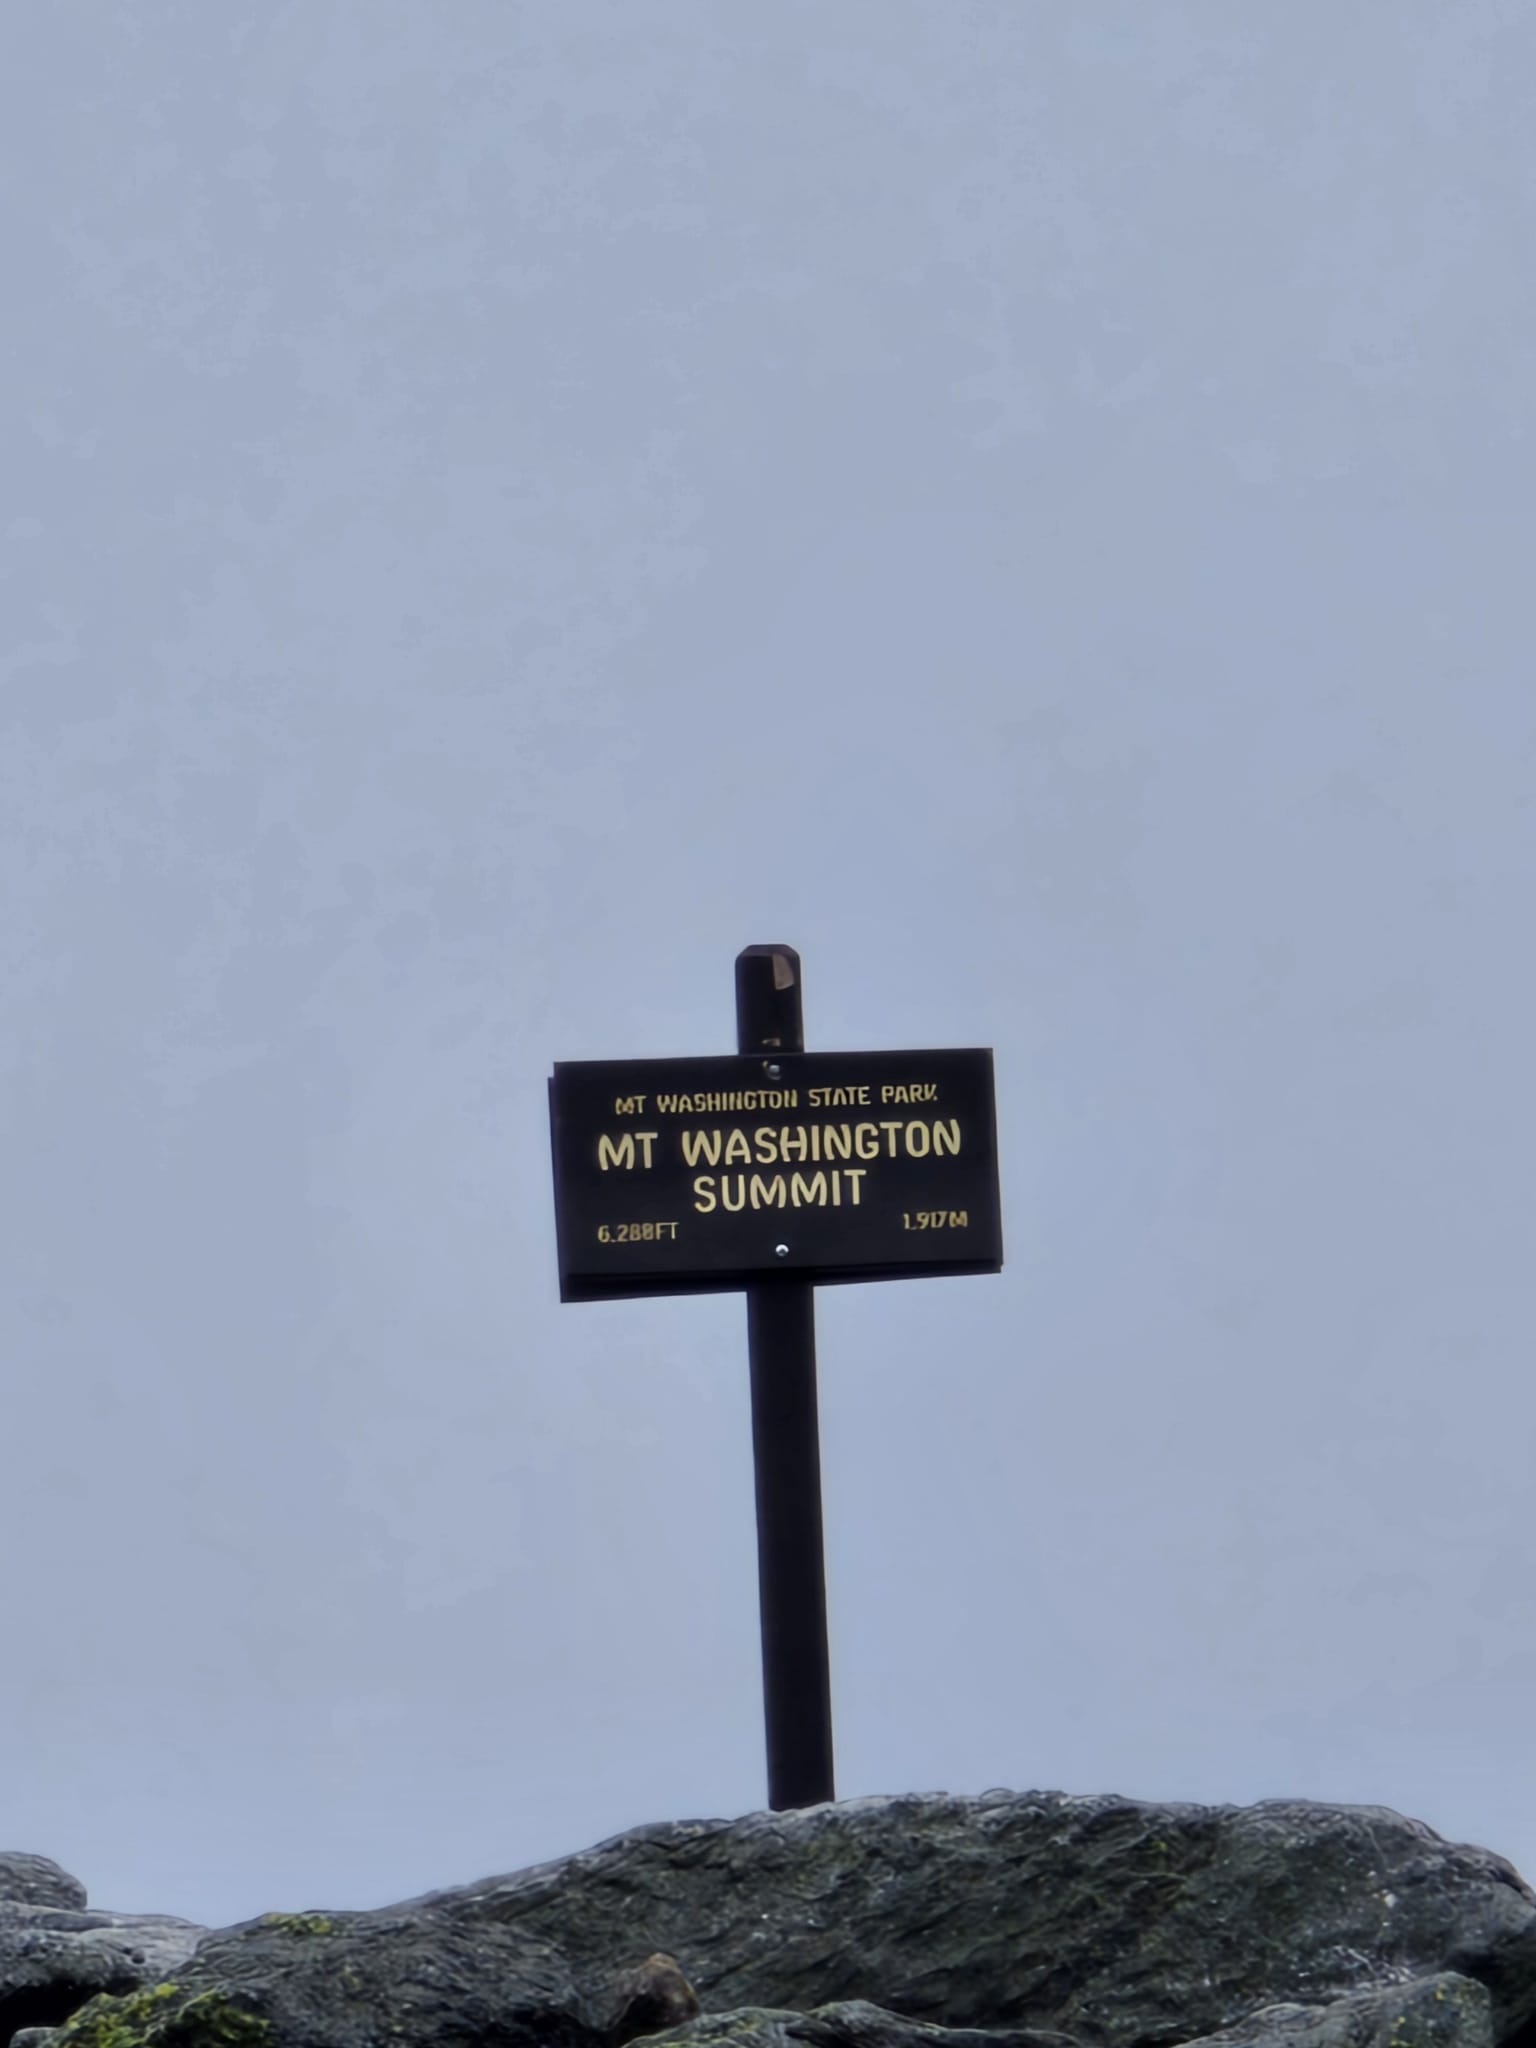 MT WASHINGTON STATE PARK
MT WASHINGTON
SUMMIT
6,288FT 1,917M